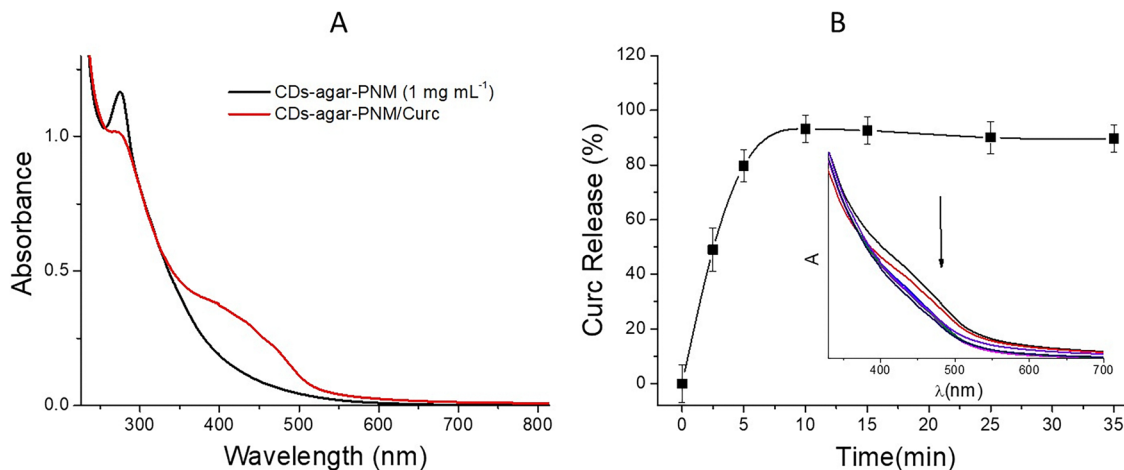 A
Absorbance
1.0
0.5
0.0
CDs-agar-PNM (1 mg mL⁻¹)
CDs-agar-PNM/Curc
300 400 500 600 700 800
Wavelength (nm)
B
Curc Release (%)
120
100
80
60
40
20
0
A
400 500 600 700
λ(nm)
0 5 10 15 20 25 30 35
Time(min)